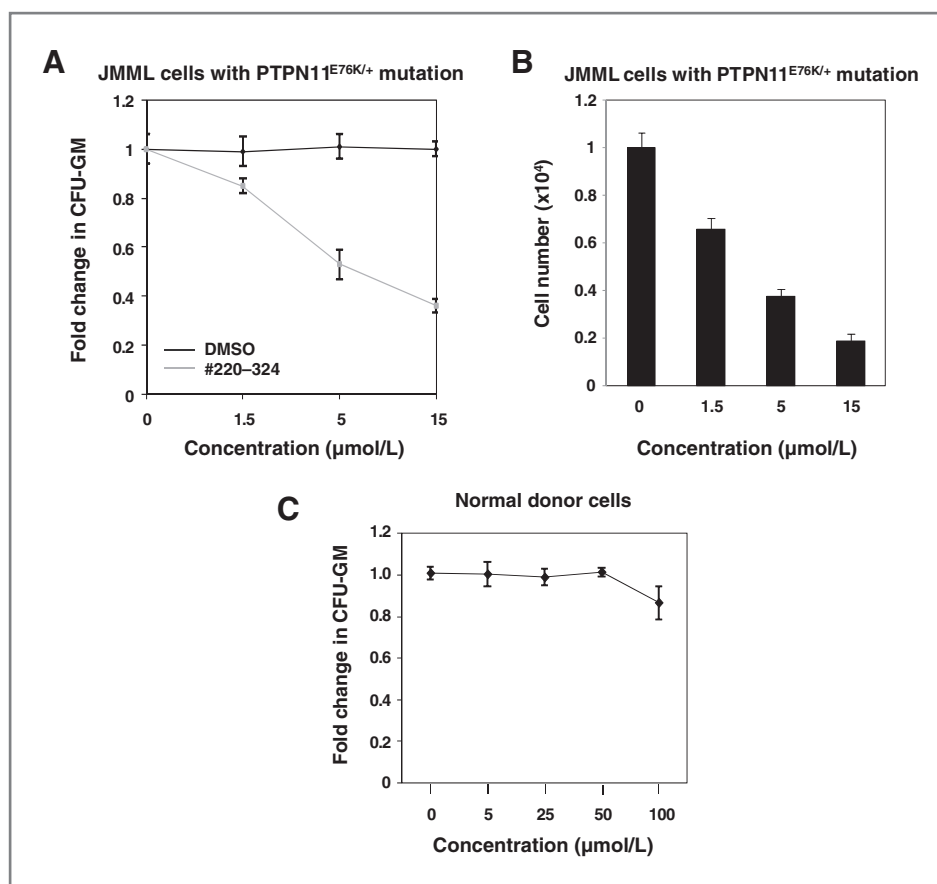 A
JMML cells with PTPN11E76K/+ mutation
1.2
1
0.8
0.6
0.4
0.2
0
Fold change in CFU-GM
DMSO
#220–324
0 1.5 5 15
Concentration (µmol/L)
B
JMML cells with PTPN11E76K/+ mutation
1.2
1
0.8
0.6
0.4
0.2
0
Cell number (x10⁴)
0 1.5 5 15
Concentration (µmol/L)
C
Normal donor cells
1.2
1.0
0.8
0.6
0.4
0.2
0
Fold change in CFU-GM
0 5 25 50 100
Concentration (µmol/L)